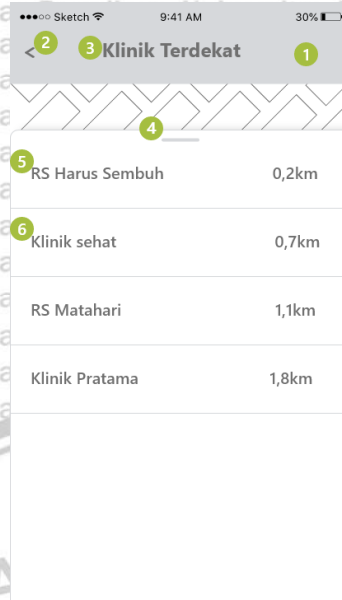 Sketch 9:41 AM 30%
< 2 3 Klinik Terdekat 1
4
5 RS Harus Sembuh 0,2km
6 Klinik sehat 0,7km
RS Matahari 1,1km
Klinik Pratama 1,8km